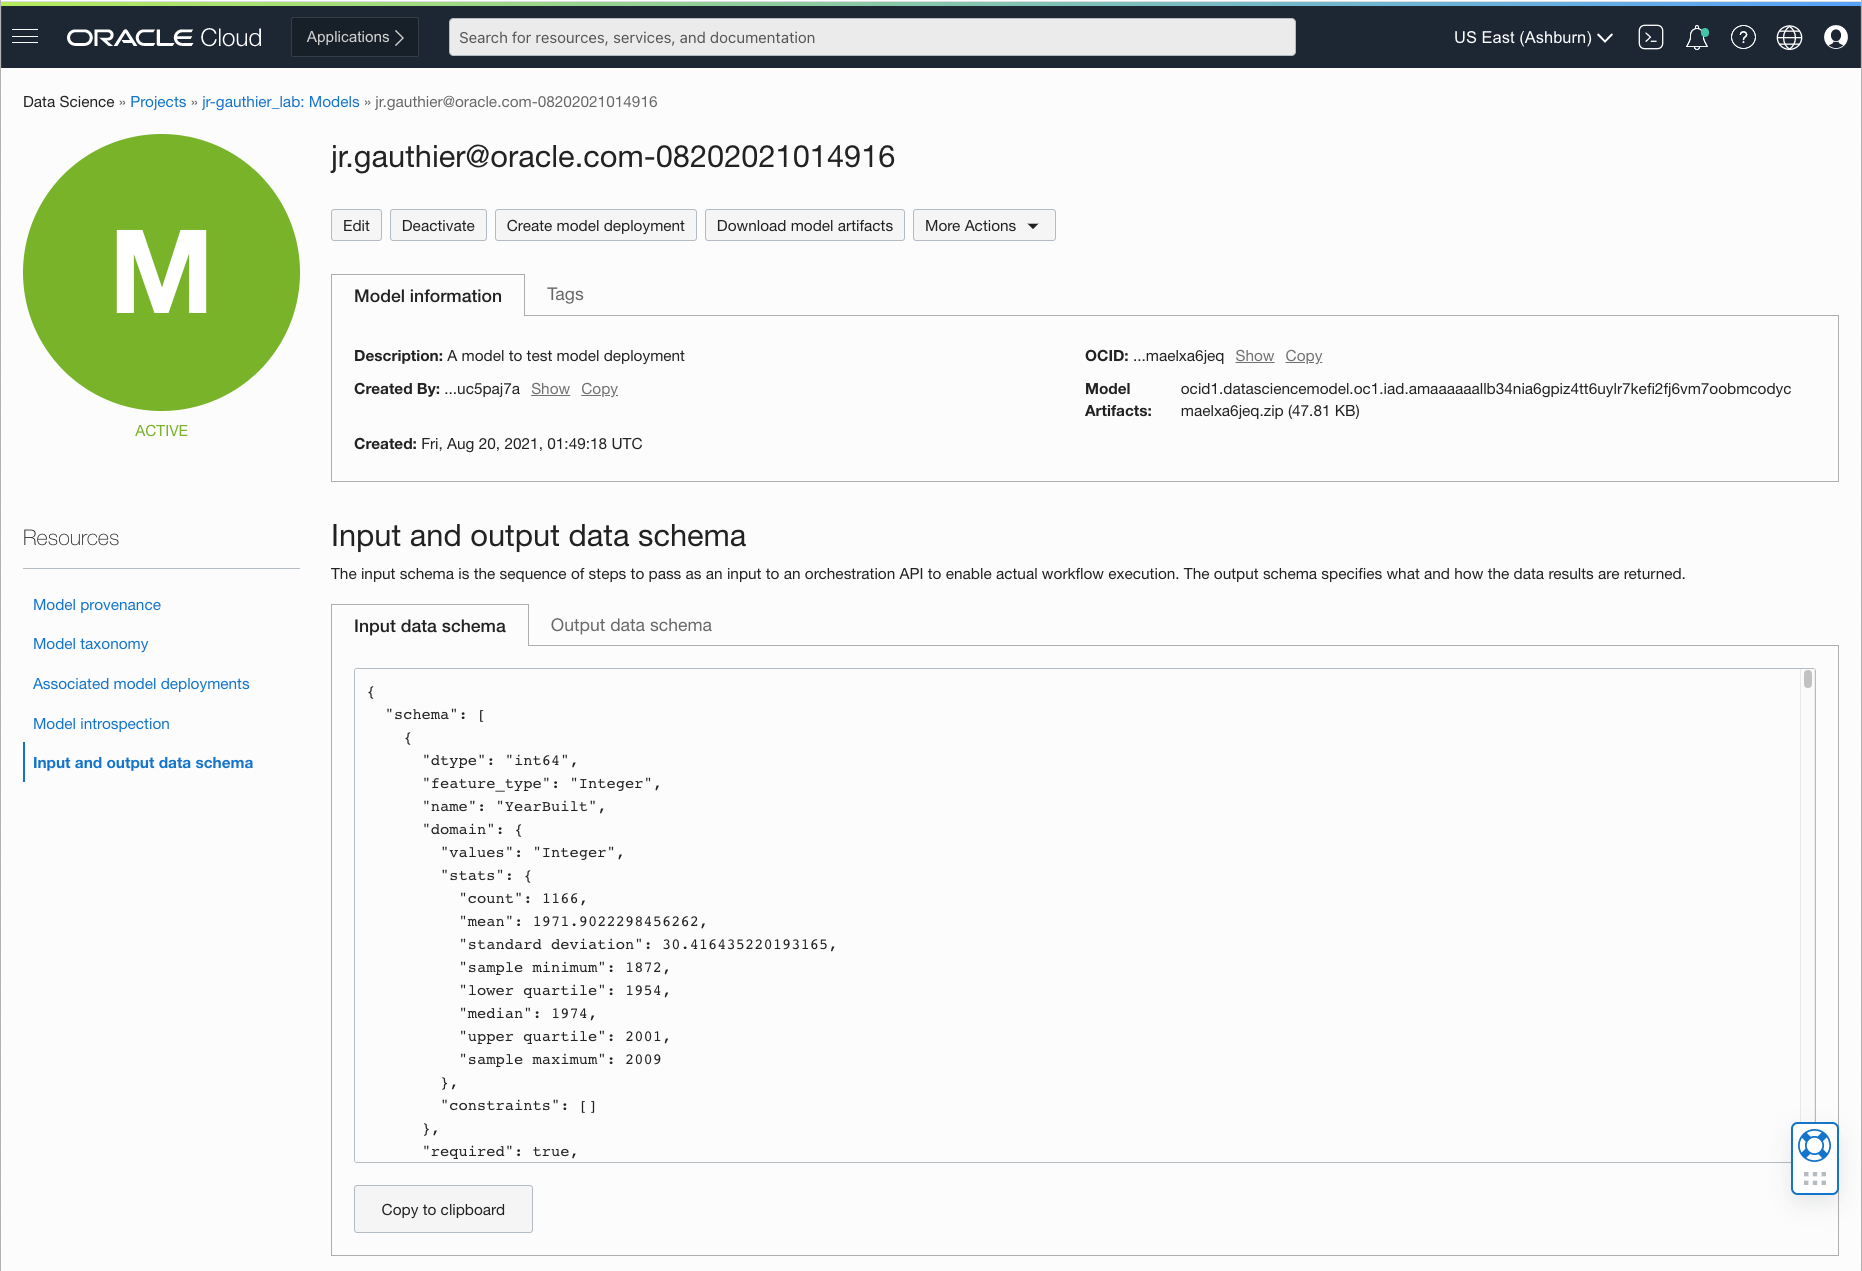 ORACLE Cloud
Applications
Search for resources, services, and documentation
US East (Ashburn)
Data Science » Projects » jr-gauthier_lab: Models » jr.gauthier@oracle.com-08202021014916
M
ACTIVE
jr.gauthier@oracle.com-08202021014916
Edit
Deactivate
Create model deployment
Download model artifacts
More Actions
Model information
Tags
Description: A model to test model deployment
Created By: ...uc5paj7a Show Copy
Created: Fri, Aug 20, 2021, 01:49:18 UTC
OCID: ...maelxa6jeq Show Copy
Model Artifacts:
ocid1.datasciencemodel.oc1.iad.amaaaaaallb34nia6gpiz4tt6uylr7kefi2fj6vm7oobmcodyc
maelxa6jeq.zip (47.81 KB)
Resources
Model provenance
Model taxonomy
Associated model deployments
Model introspection
Input and output data schema
Input and output data schema
The input schema is the sequence of steps to pass as an input to an orchestration API to enable actual workflow execution. The output schema specifies what and how the data results are returned.
Input data schema
Output data schema
{
"schema": [
{
"dtype": "int64",
"feature_type": "Integer",
"name": "YearBuilt",
"domain": {
"values": "Integer",
"stats": {
"count": 1166,
"mean": 1971.9022298456262,
"standard deviation": 30.416435220193165,
"sample minimum": 1872,
"lower quartile": 1954,
"median": 1974,
"upper quartile": 2001,
"sample maximum": 2009
},
"constraints": []
},
"required": true,
Copy to clipboard